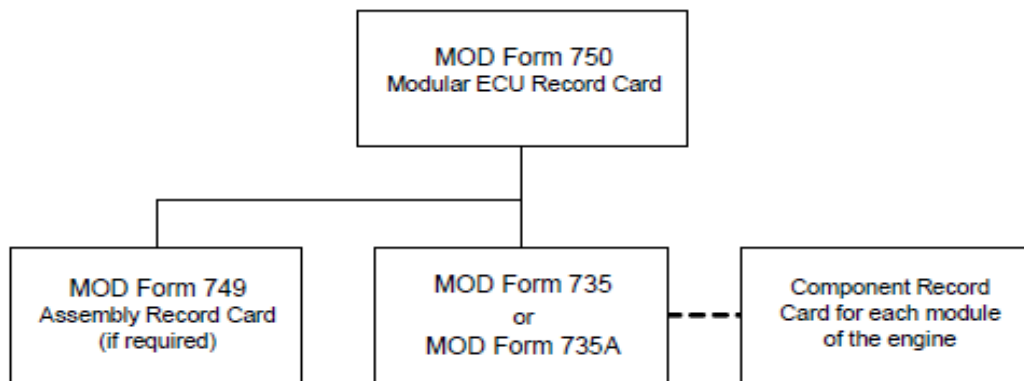 MOD Form 750
Modular ECU Record Card
MOD Form 749
Assembly Record Card
(if required)
MOD Form 735
or
MOD Form 735A
Component Record
Card for each module
of the engine